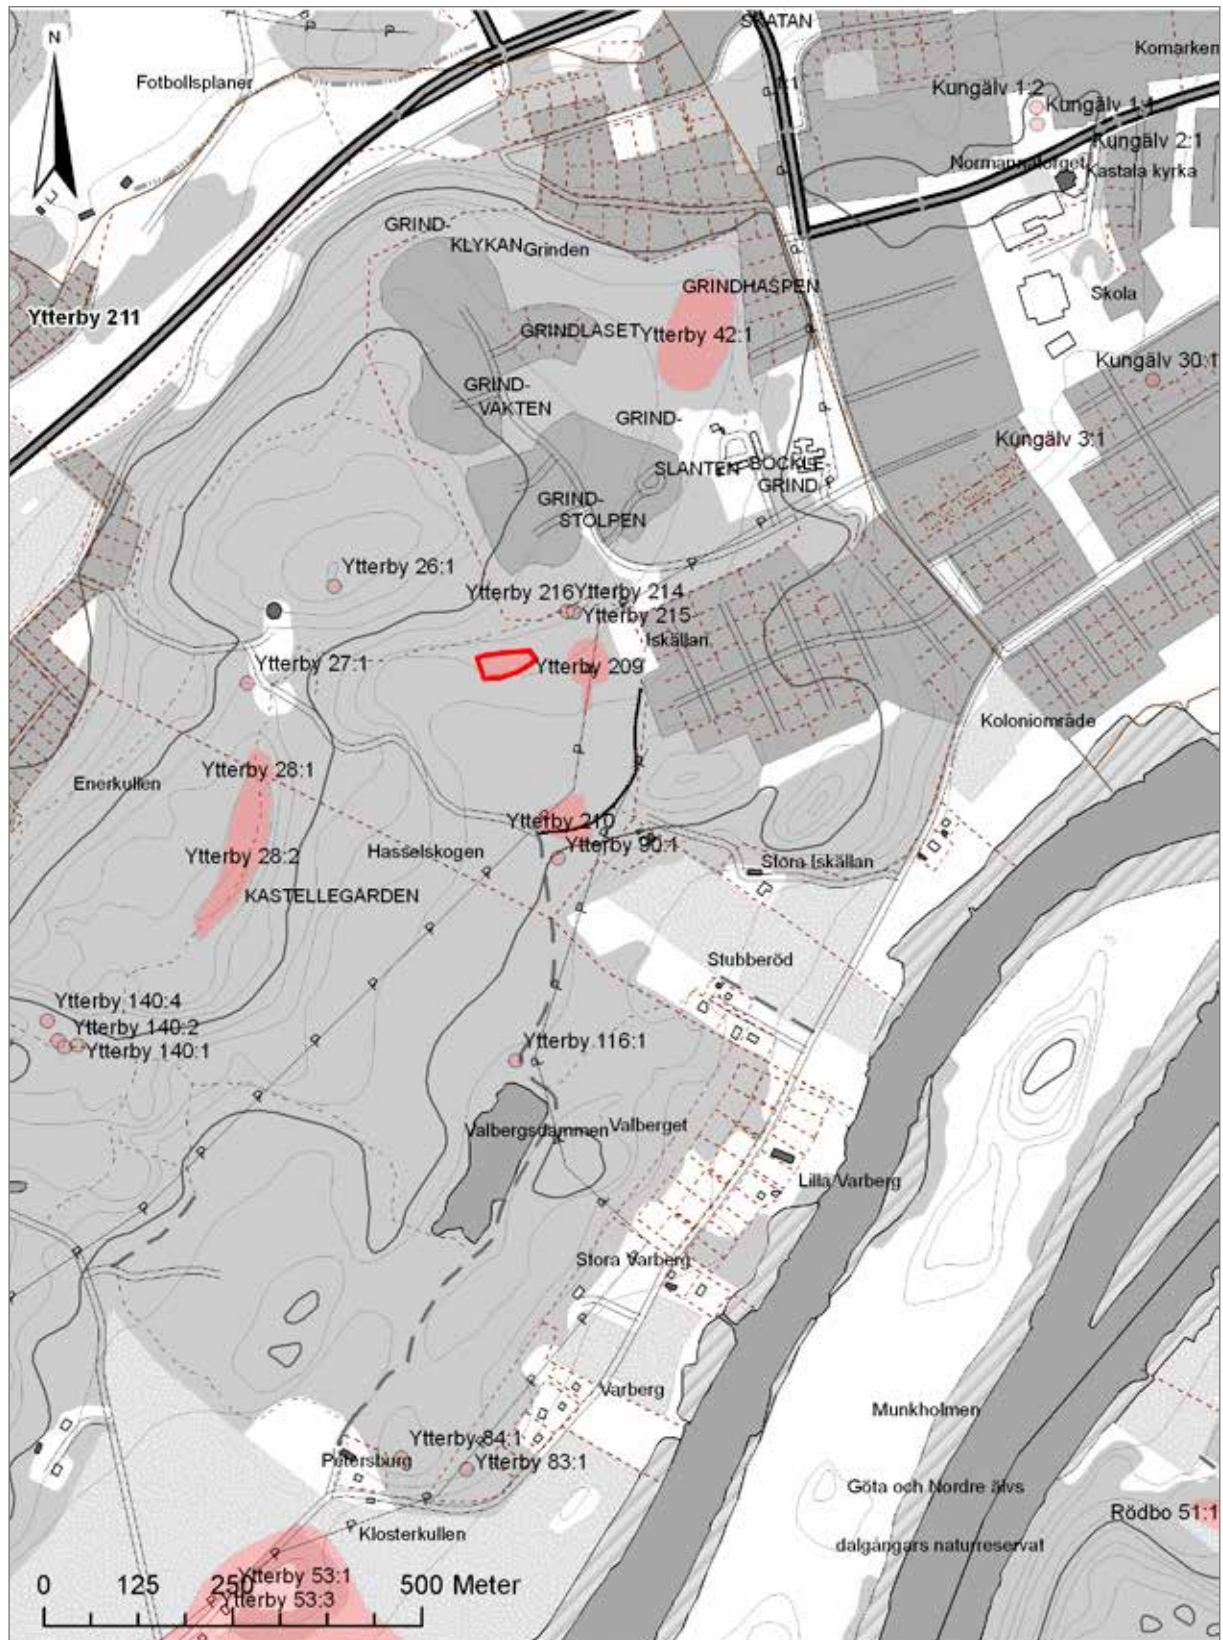 SKATAN
N
Komarken
Fotbollsplaner
Kungälv 1:2
Kungälv 1:1
Kungälv 2:1
Normannatorget
Kastala kyrka
GRIND-
KLYKAN
Grinden
GRINDHASPEN
Skola
Ytterby 211
GRINDLASET
Ytterby 42:1
Kungälv 30:1
GRIND-
VAKTEN
GRIND-
SLANTEN
Kungälv 3:1
BOCKLE-
GRIND
GRIND-
STOLPEN
Ytterby 26:1
Ytterby 216
Ytterby 214
Ytterby 215
Iskällan
Ytterby 27:1
Ytterby 209
Koloniområde
Ytterby 28:1
Enerkullen
Ytterby 210
Ytterby 90:1
Ytterby 28:2
Hasselskogen
Stora Iskällan
KASTELLEGÅRDEN
Stubberöd
Ytterby 140:4
Ytterby 140:2
Ytterby 140:1
Ytterby 116:1
Valbergsdammen
Valberget
Lilla Varberg
Stora Varberg
Varberg
Munkholmen
Ytterby 84:1
Petersburg
Ytterby 83:1
Göta och Nordre älvs
Rödbo 51:1
Klosterkullen
dalgångars naturreservat
Ytterby 53:1
0 125 250 500 Meter
Ytterby 53:3